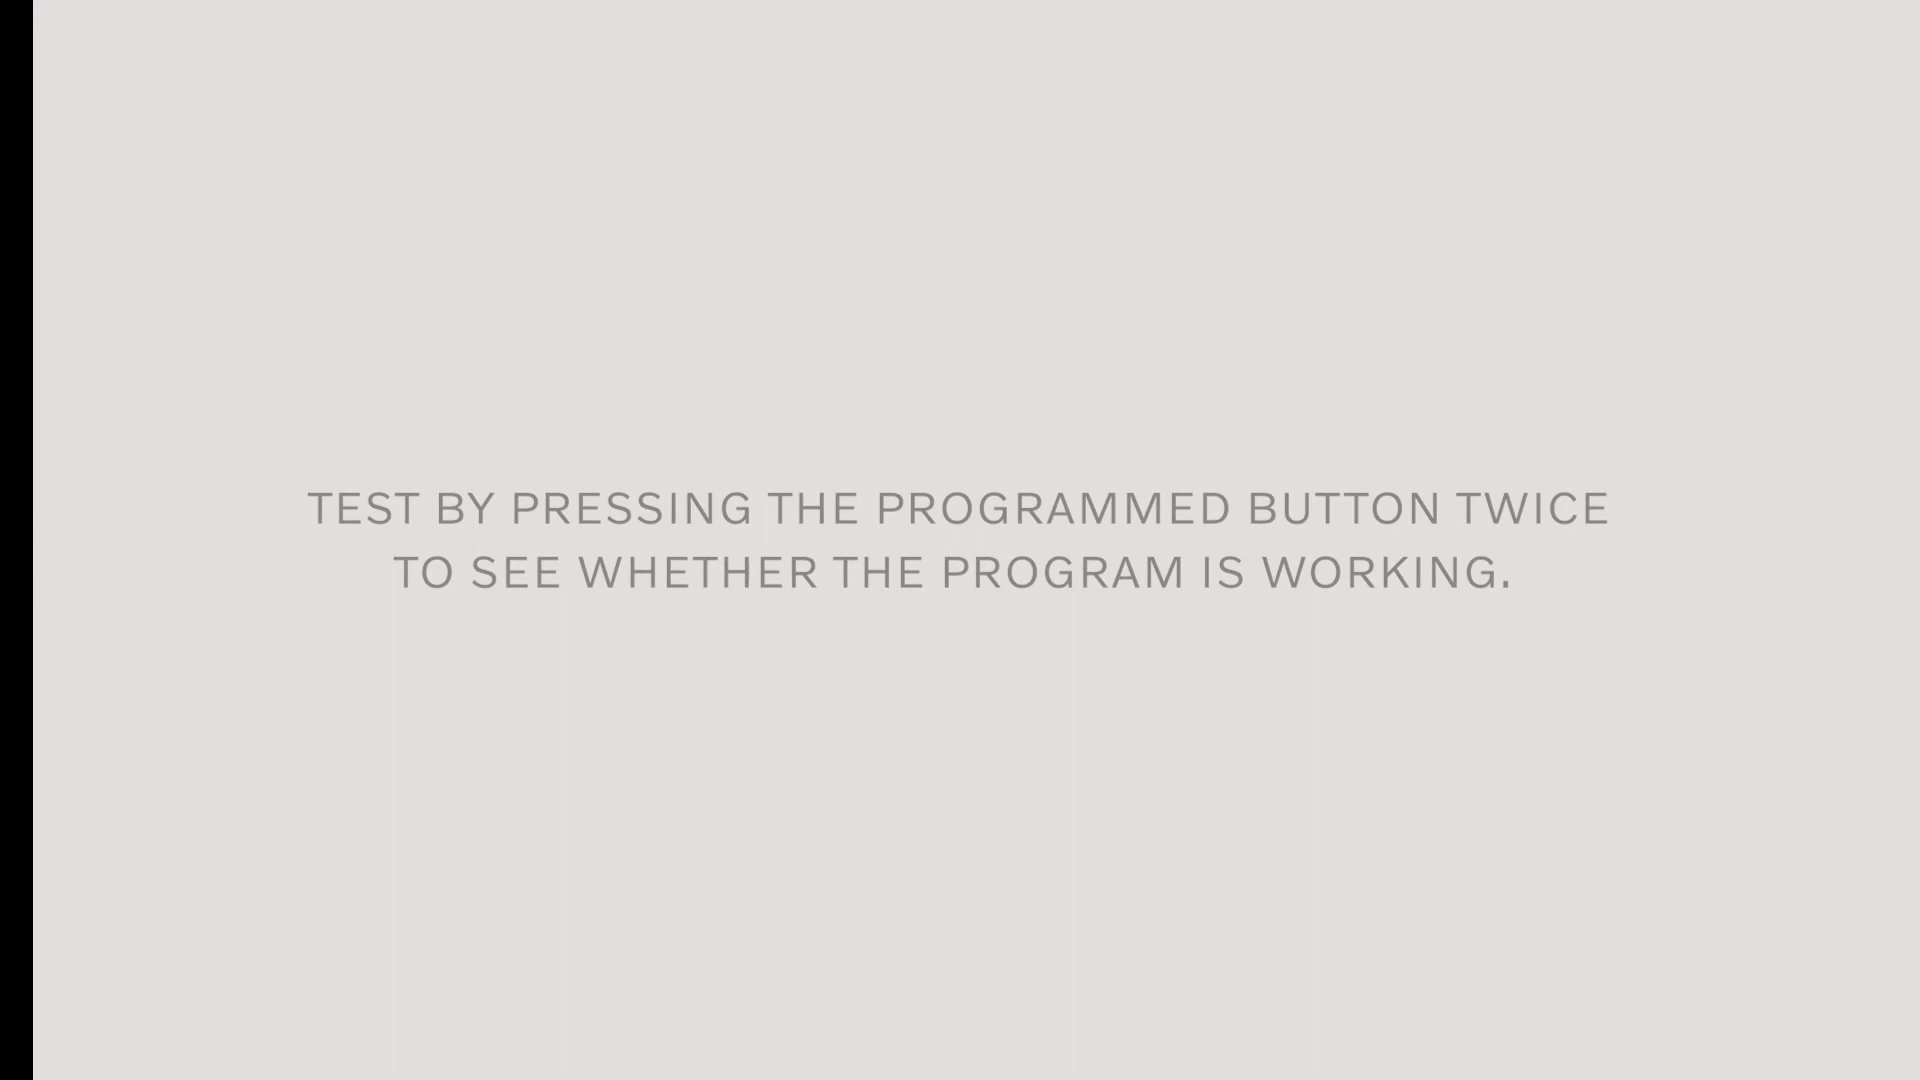 TEST BY PRESSING THE PROGRAMMED BUTTON TWICE
TO SEE WHETHER THE PROGRAM IS WORKING.